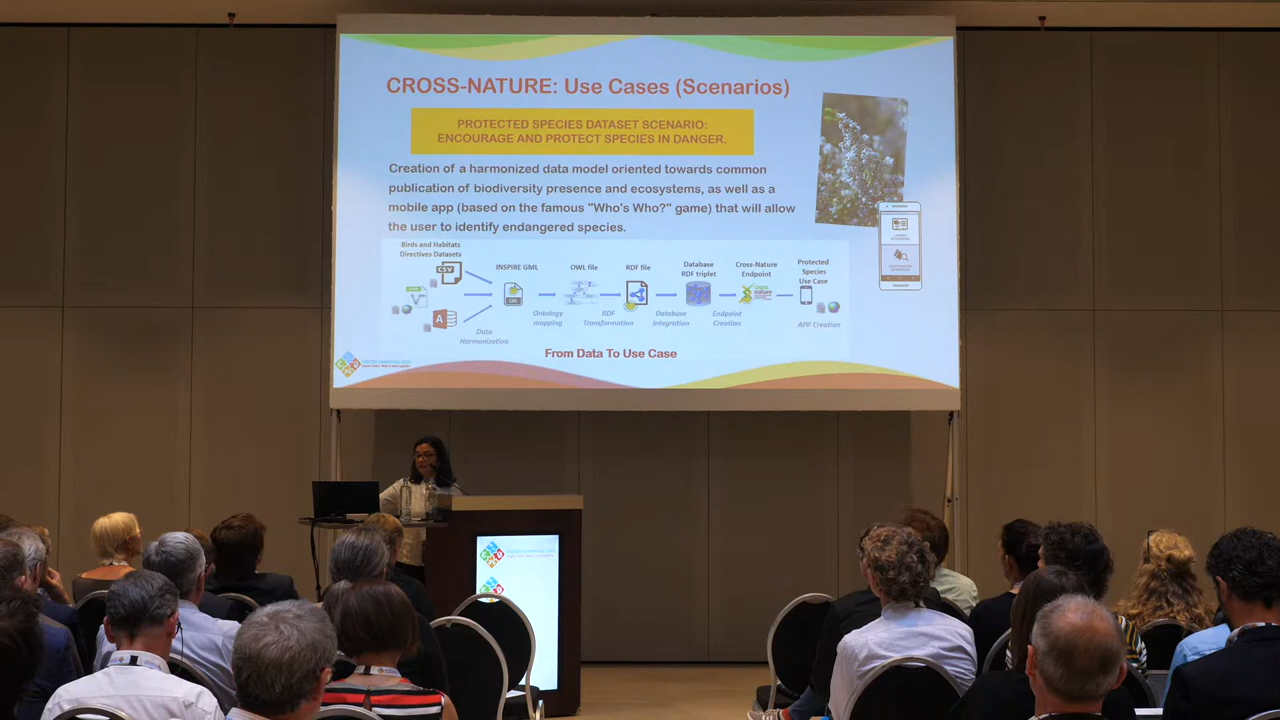 CROSS-NATURE: Use Cases (Scenarios)
PROTECTED SPECIES DATASET SCENARIO:
ENCOURAGE AND PROTECT SPECIES IN DANGER.
Creation of a harmonized data model oriented towards common
publication of biodiversity presence and ecosystems, as well as a
mobile app (based on the famous "Who's Who?" game) that will allow
the user to identify endangered species.
Birds and Habitats
Directives Datasets
CSV
INSPIRE GML
GML
OWL file
RDF file
Database
RDF triplet
Cross-Nature
Endpoint
Protected
Species
Use Case
Data
Harmonization
Ontology
mapping
RDF
Transformation
Database
Integration
Endpoint
Creation
APP Creation
From Data To Use Case